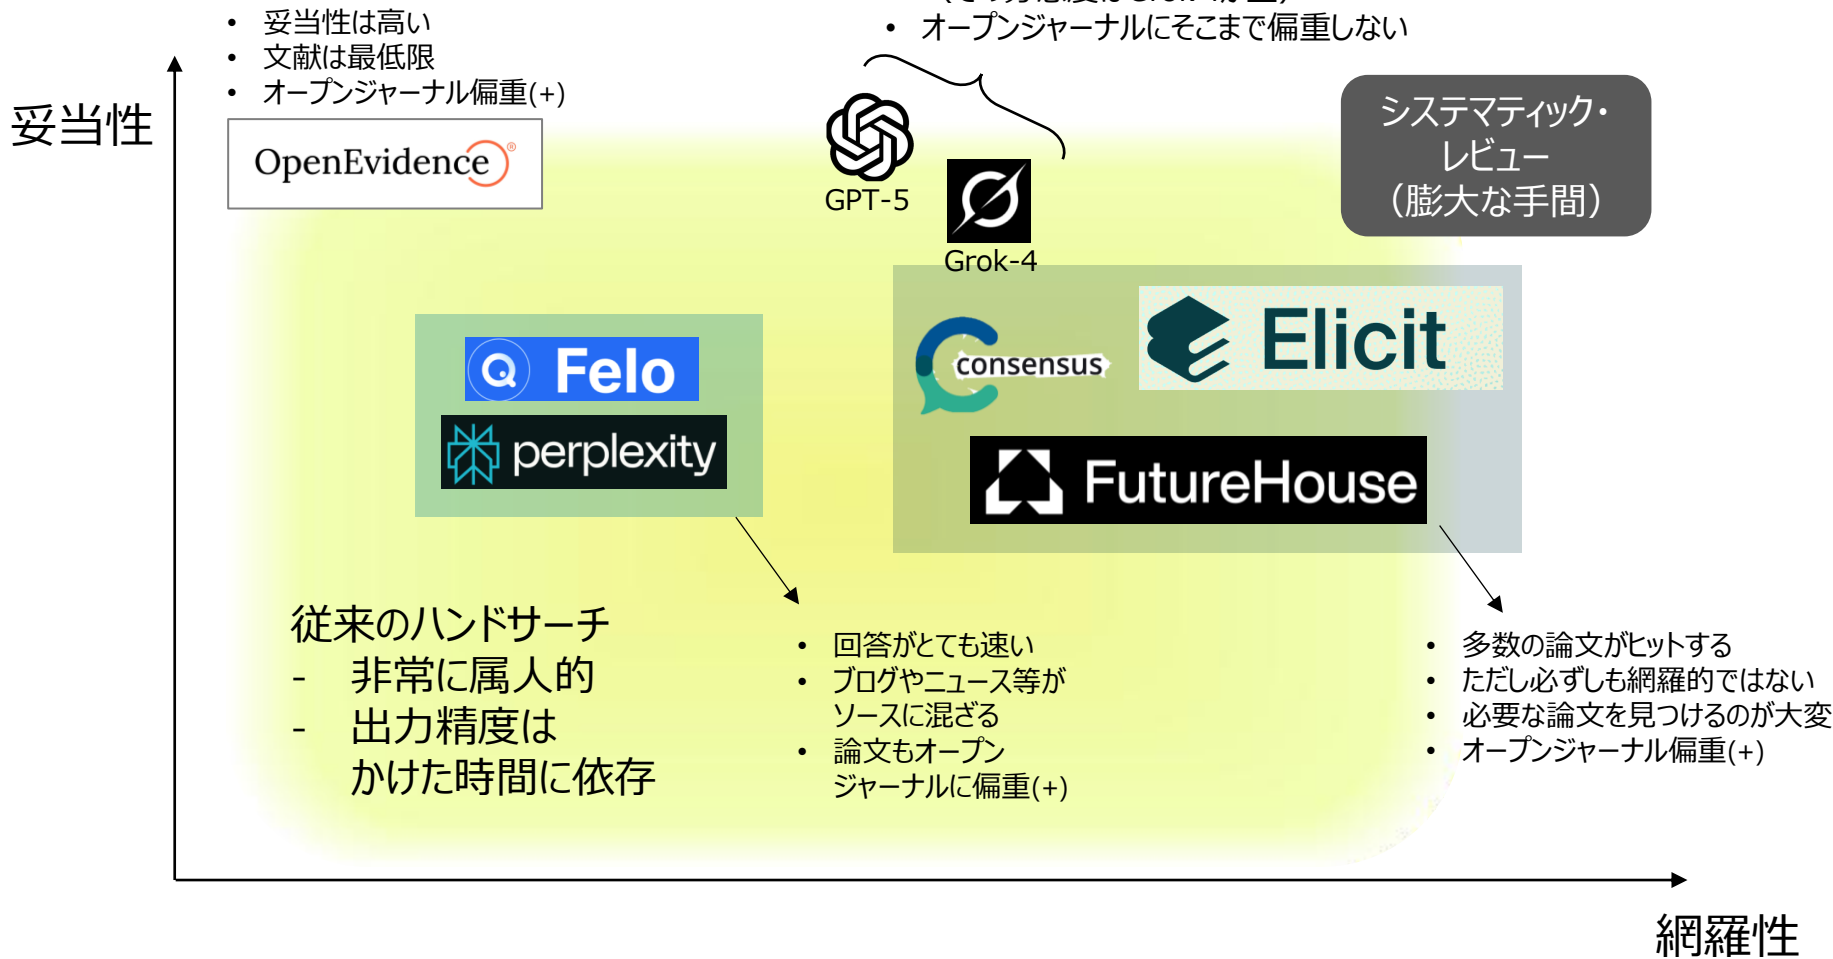 ・ 妥当性は高い
・ 文献は最低限
・ オープンジャーナル偏重(+)
・ オープンジャーナルにそこまで偏重しない
妥当性
OpenEvidence®
GPT-5
Grok-4
システマティック・
レビュー
（膨大な手間）
Felo
perplexity
consensus
Elicit
FutureHouse
従来のハンドサーチ
- 非常に属人的
- 出力精度は
かけた時間に依存
・ 回答がとても速い
・ ブログやニュース等が
ソースに混ざる
・ 論文もオープン
ジャーナルに偏重(+)
・ 多数の論文がヒットする
・ ただし必ずしも網羅的ではない
・ 必要な論文を見つけるのが大変
・ オープンジャーナル偏重(+)
網羅性